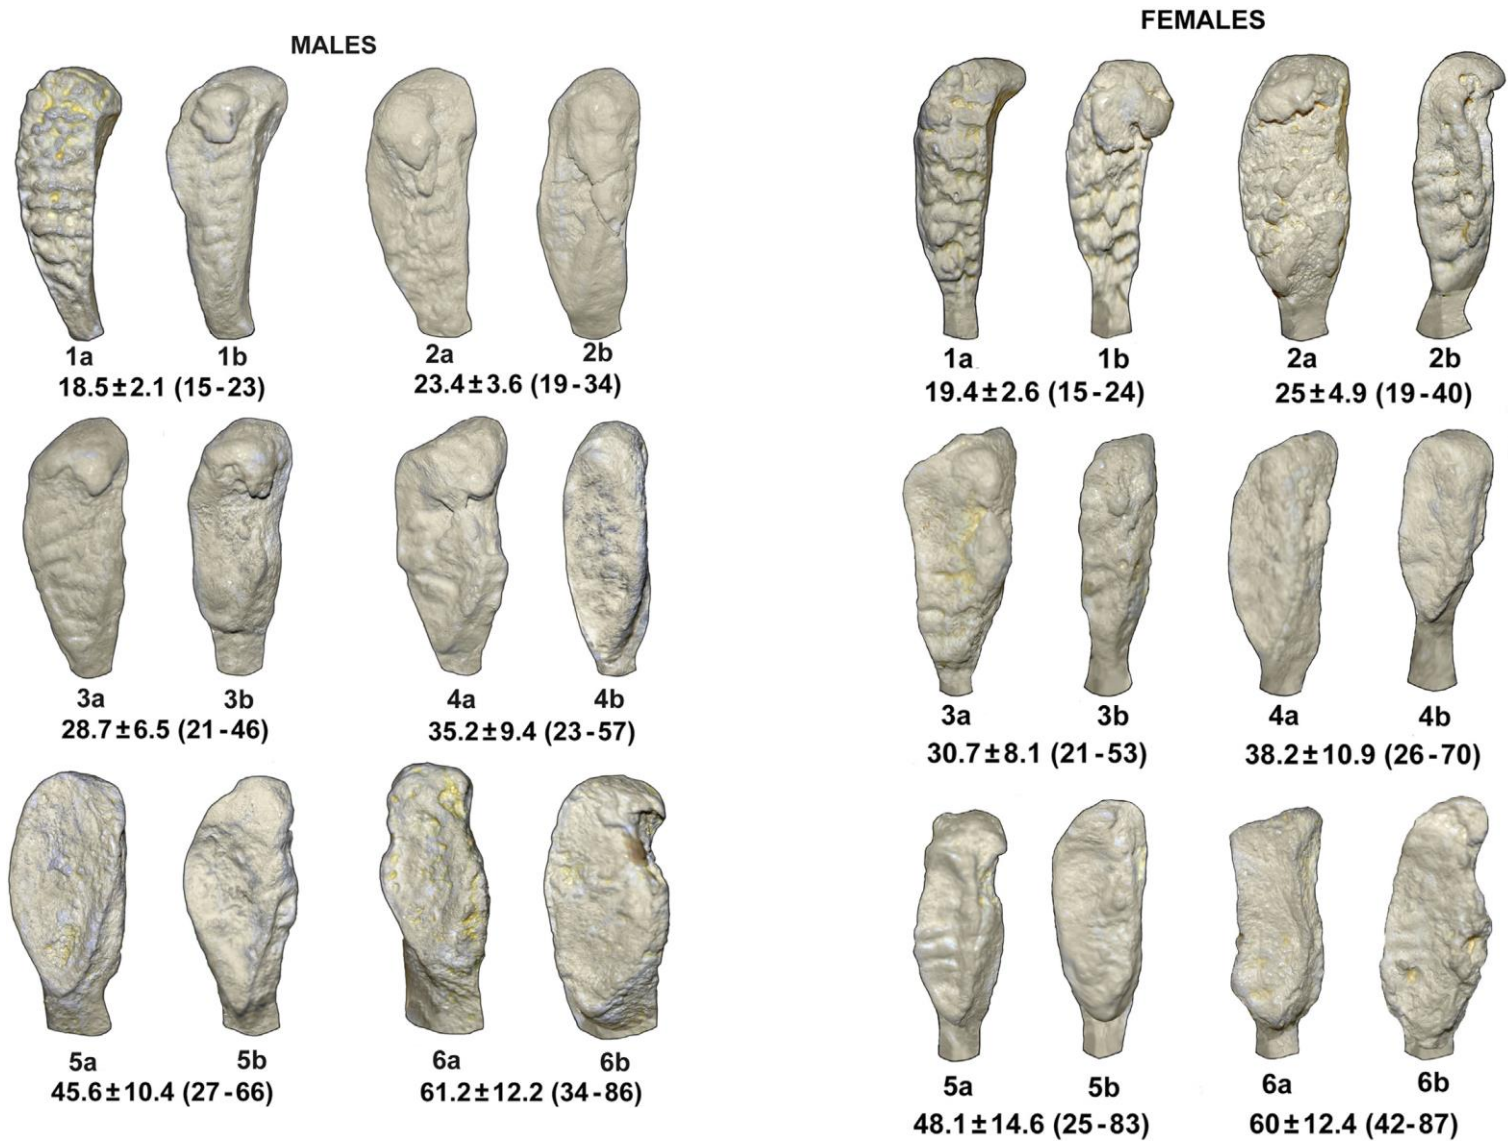 MALES
1a 1b 2a 2b
18.5±2.1 (15-23) 23.4±3.6 (19-34)
3a 3b 4a 4b
28.7±6.5 (21-46) 35.2±9.4 (23-57)
5a 5b 6a 6b
45.6±10.4 (27-66) 61.2±12.2 (34-86)
FEMALES
1a 1b 2a 2b
19.4±2.6 (15-24) 25±4.9 (19-40)
3a 3b 4a 4b
30.7±8.1 (21-53) 38.2±10.9 (26-70)
5a 5b 6a 6b
48.1±14.6 (25-83) 60±12.4 (42-87)